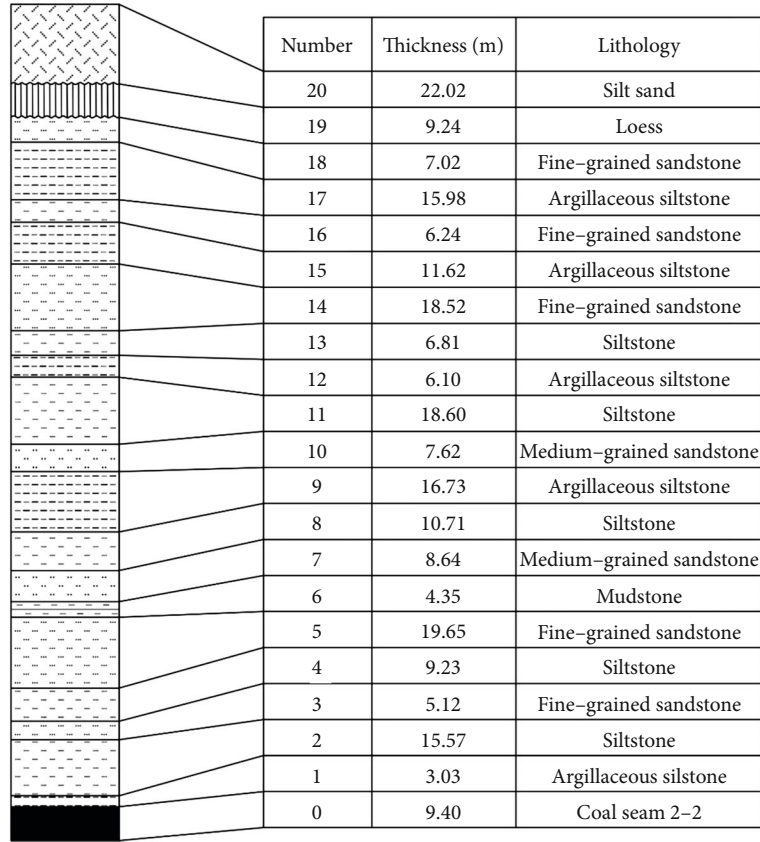 Number Thickness (m) Lithology
20 22.02 Silt sand
19 9.24 Loess
18 7.02 Fine–grained sandstone
17 15.98 Argillaceous siltstone
16 6.24 Fine–grained sandstone
15 11.62 Argillaceous siltstone
14 18.52 Fine–grained sandstone
13 6.81 Siltstone
12 6.10 Argillaceous siltstone
11 18.60 Siltstone
10 7.62 Medium–grained sandstone
9 16.73 Argillaceous siltstone
8 10.71 Siltstone
7 8.64 Medium–grained sandstone
6 4.35 Mudstone
5 19.65 Fine–grained sandstone
4 9.23 Siltstone
3 5.12 Fine–grained sandstone
2 15.57 Siltstone
1 3.03 Argillaceous silstone
0 9.40 Coal seam 2–2